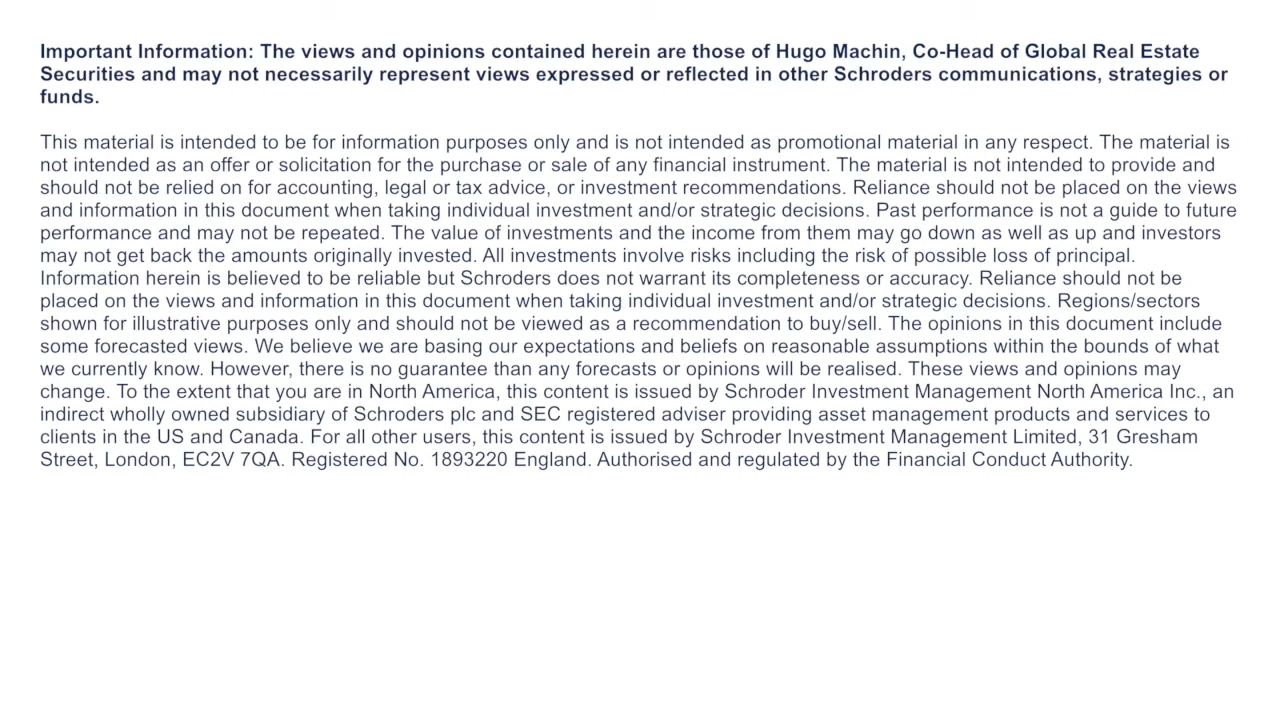 Important Information: The views and opinions contained herein are those of Hugo Machin, Co-Head of Global Real Estate
Securities and may not necessarily represent views expressed or reflected in other Schroders communications, strategies or
funds.
This material is intended to be for information purposes only and is not intended as promotional material in any respect. The material is
not intended as an offer or solicitation for the purchase or sale of any financial instrument. The material is not intended to provide and
should not be relied on for accounting, legal or tax advice, or investment recommendations. Reliance should not be placed on the views
and information in this document when taking individual investment and/or strategic decisions. Past performance is not a guide to future
performance and may not be repeated. The value of investments and the income from them may go down as well as up and investors
may not get back the amounts originally invested. All investments involve risks including the risk of possible loss of principal.
Information herein is believed to be reliable but Schroders does not warrant its completeness or accuracy. Reliance should not be
placed on the views and information in this document when taking individual investment and/or strategic decisions. Regions/sectors
shown for illustrative purposes only and should not be viewed as a recommendation to buy/sell. The opinions in this document include
some forecasted views. We believe we are basing our expectations and beliefs on reasonable assumptions within the bounds of what
we currently know. However, there is no guarantee than any forecasts or opinions will be realised. These views and opinions may
change. To the extent that you are in North America, this content is issued by Schroder Investment Management North America Inc., an
indirect wholly owned subsidiary of Schroders plc and SEC registered adviser providing asset management products and services to
clients in the US and Canada. For all other users, this content is issued by Schroder Investment Management Limited, 31 Gresham
Street, London, EC2V 7QA. Registered No. 1893220 England. Authorised and regulated by the Financial Conduct Authority.